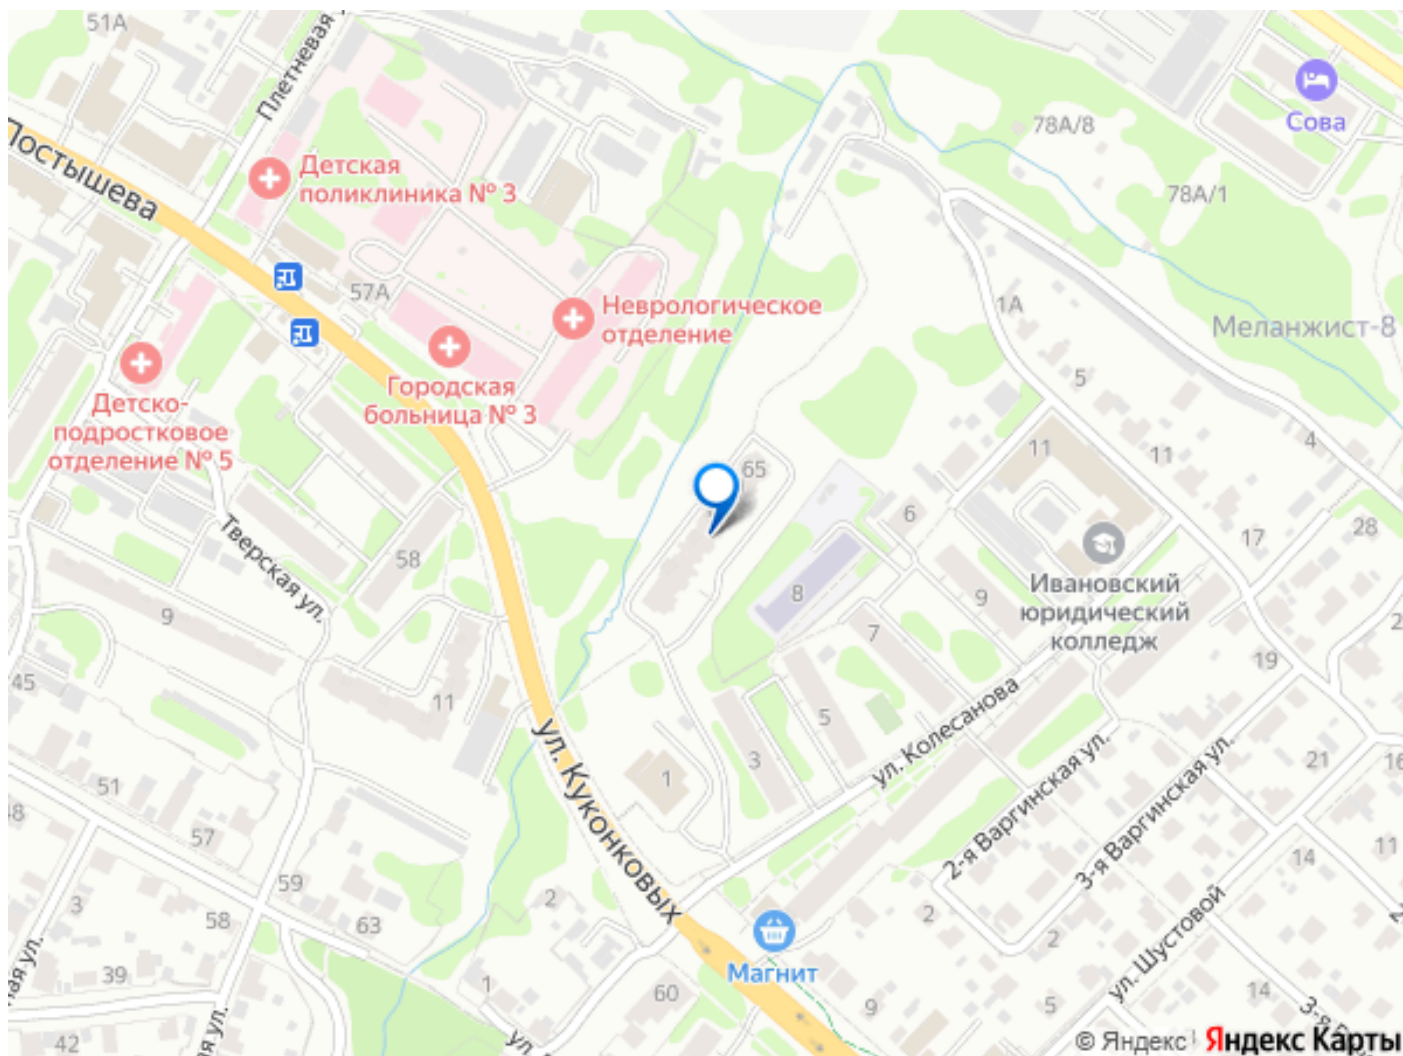 51А
Плетневая
Постышева
Детская
поликлиника № 3
57А
Неврологическое
отделение
Городская
больница № 3
Детско-
подростковое
отделение № 5
Сова
78А/8
78А/1
1А
Меланжист-8
5
4
11
11
65
6
17
28
Ивановский
юридический
колледж
Тверская ул.
58
9
8
9
7
19
2
45
11
5
3
1
ул. Колесанова
21
16
51
57
ул. Куконковых
2-я Варгинская ул.
3-я Варгинская ул.
14
11
59
58
63
3
2
2
2
ул. Шустовой
Магнит
39
1
60
9
5
14
42
© Яндекс
Яндекс Карты